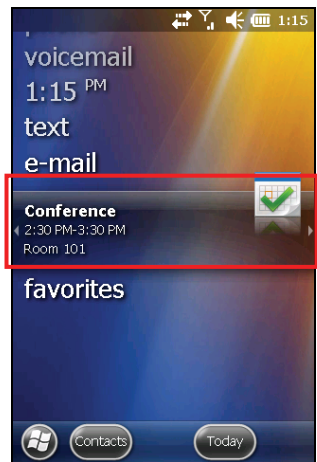 1:15
voicemail
1:15 PM
text
e-mail
Conference
2:30 PM-3:30 PM
Room 101
favorites
Contacts
Today